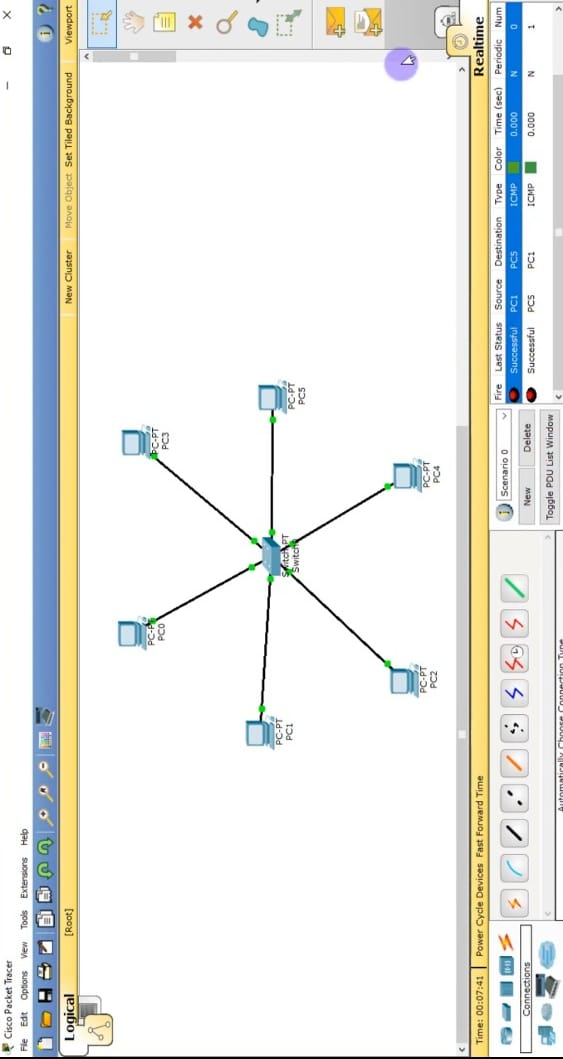 Cisco Packet Tracer
File Edit Options View Tools Extensions Help
Logical
[Root]
New Cluster
Move Object
Set Tiled Background
Viewport
PC-PT
PC3
PC-PT
PC5
PC-PT
PC4
PC0
Switch
PC-PT
PC1
PC-PT
PC2
Time: 00:07:41
Power Cycle Devices Fast Forward Time
Realtime
Connections
Automatically Choose Connection Type
Scenario 0
New
Delete
Toggle PDU List Window
Fire Last Status Source Destination Type Color Time (sec) Periodic Num
Successful PC1 PC5 ICMP 0.000 N 0
Successful PC5 PC1 ICMP 0.000 N 1